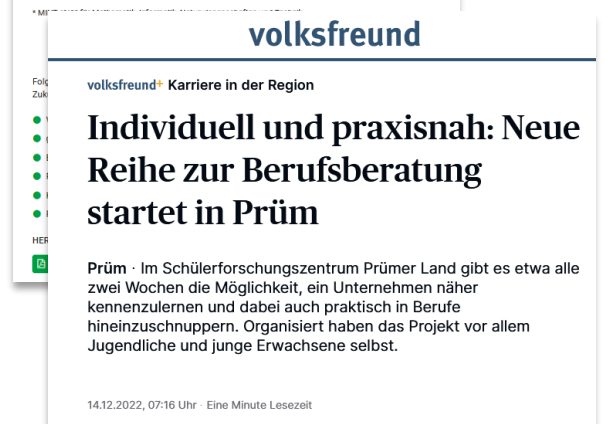 volksfreund
volksfreund+ Karriere in der Region
Individuell und praxisnah: Neue
Reihe zur Berufsberatung
startet in Prüm
Prüm · Im Schülerforschungszentrum Prümer Land gibt es etwa alle
zwei Wochen die Möglichkeit, ein Unternehmen näher
kennenzulernen und dabei auch praktisch in Berufe
hineinzuschnuppern. Organisiert haben das Projekt vor allem
Jugendliche und junge Erwachsene selbst.
14.12.2022, 07:16 Uhr · Eine Minute Lesezeit